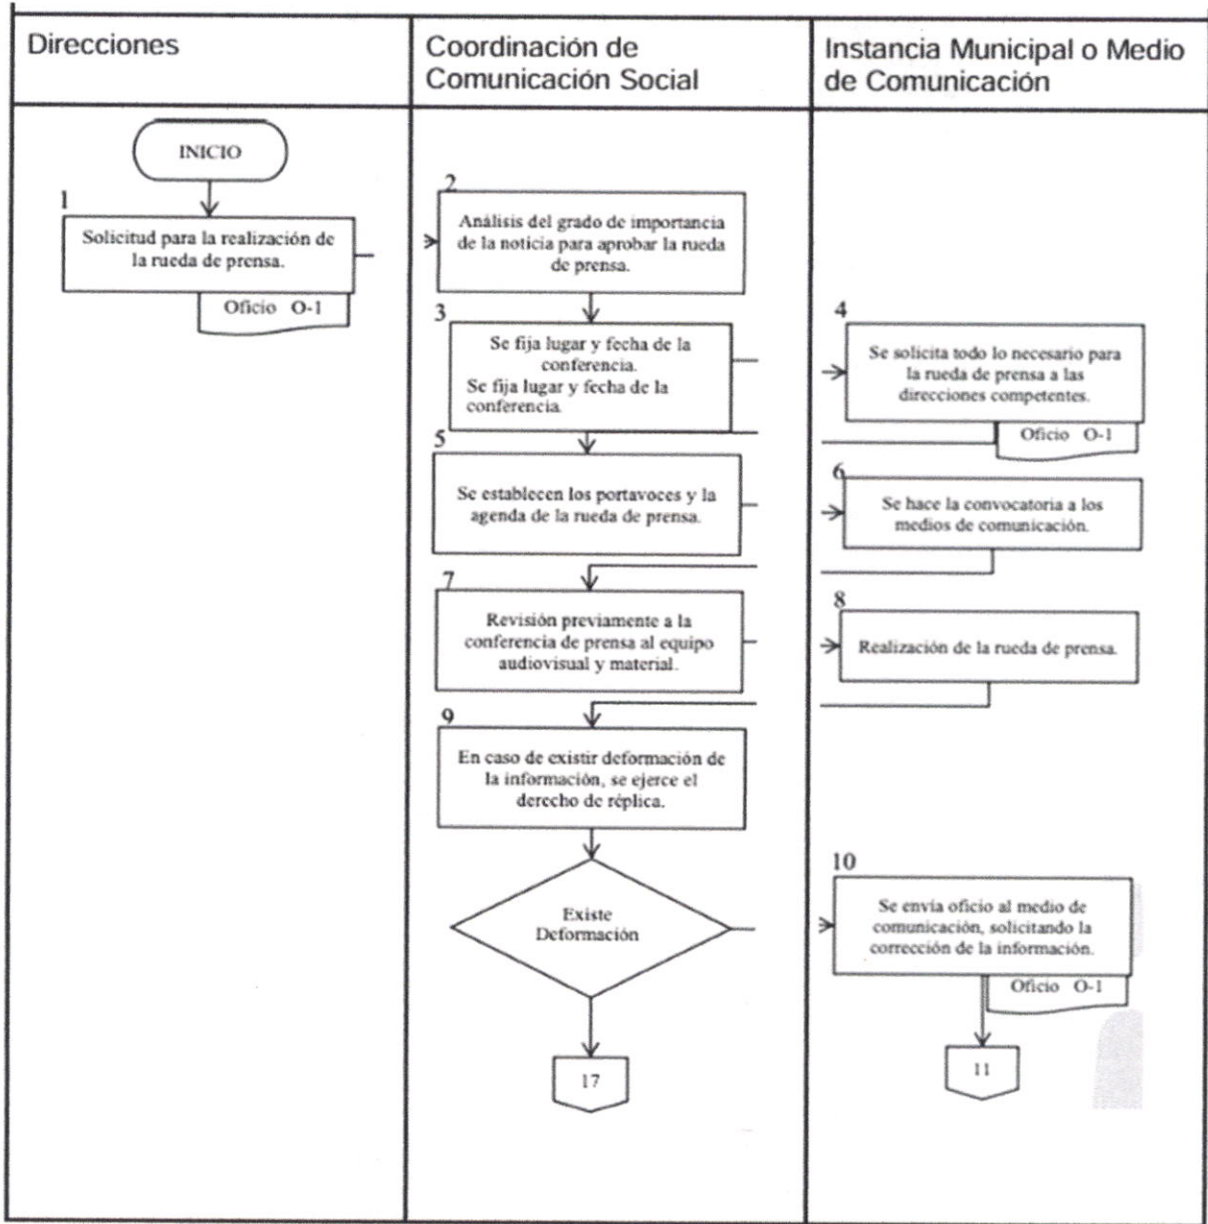 Direcciones
Coordinación de
Comunicación Social
Instancia Municipal o Medio
de Comunicación
INICIO
1
Solicitud para la realización de
la rueda de prensa.
Oficio O-1
2
Análisis del grado de importancia
de la noticia para aprobar la rueda
de prensa.
3
Se fija lugar y fecha de la
conferencia.
Se fija lugar y fecha de la
conferencia.
4
Se solicita todo lo necesario para
la rueda de prensa a las
direcciones competentes.
Oficio O-1
5
Se establecen los portavoces y la
agenda de la rueda de prensa.
6
Se hace la convocatoria a los
medios de comunicación.
7
Revisión previamente a la
conferencia de prensa al equipo
audiovisual y material.
8
Realización de la rueda de prensa.
9
En caso de existir deformación de
la información, se ejerce el
derecho de réplica.
Existe
Deformación
10
Se envía oficio al medio de
comunicación, solicitando la
corrección de la información.
Oficio O-1
17
11